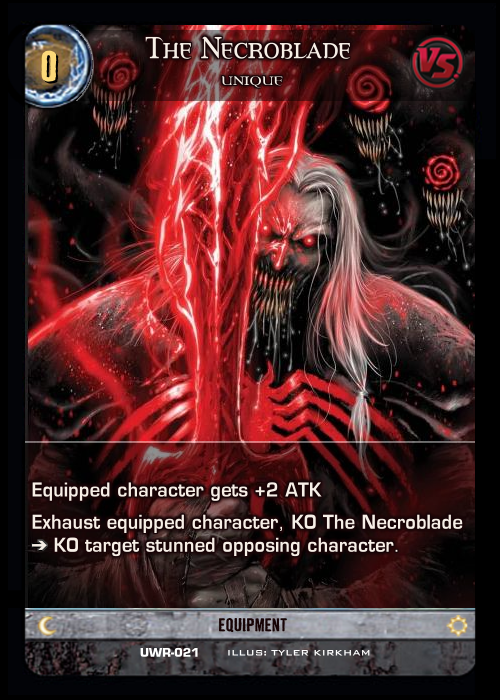 0
The Necroblade
VS
UNIQUE
Equipped character gets +2 ATK
Exhaust equipped character, KO The Necroblade
➔ KO target stunned opposing character.
EQUIPMENT
UWR-021 ILLUS: TYLER KIRKHAM